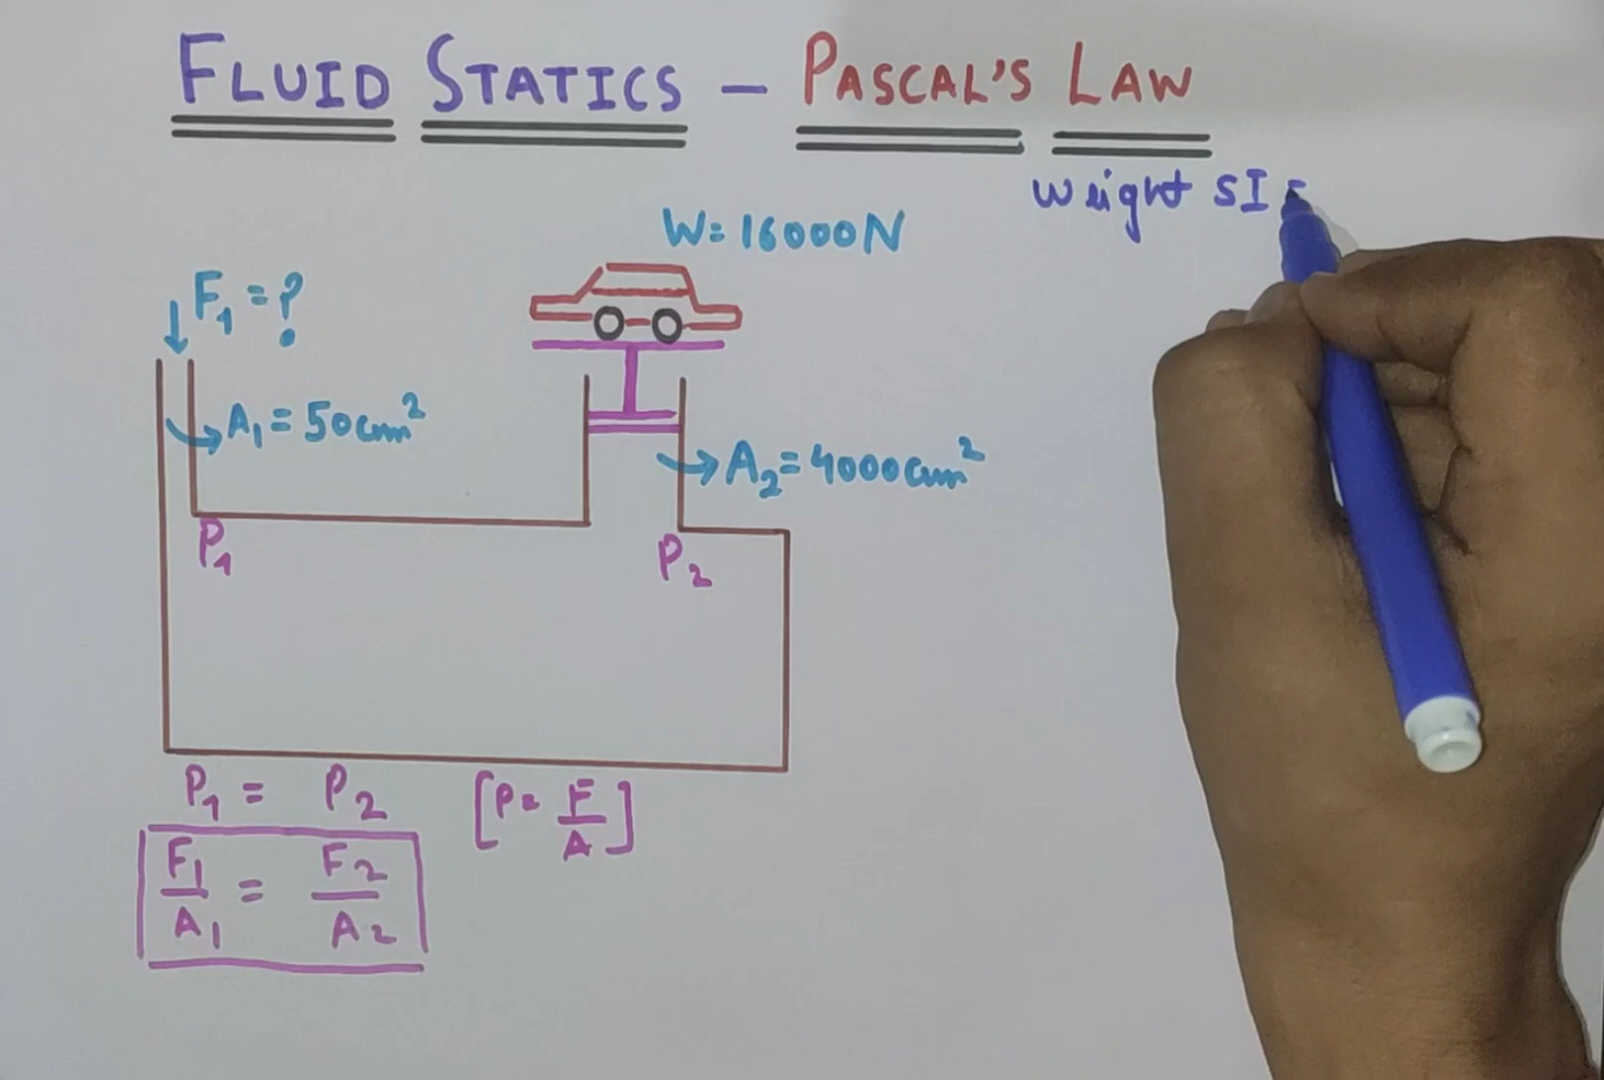 FLUID STATICS - PASCAL'S LAW
Weight SI =
W = 16000N
F₁ = ?
A₁ = 50cm²
A₂ = 4000cm²
P₁
P₂
P₁ = P₂ [P = F/A]
F₁/A₁ = F₂/A₂